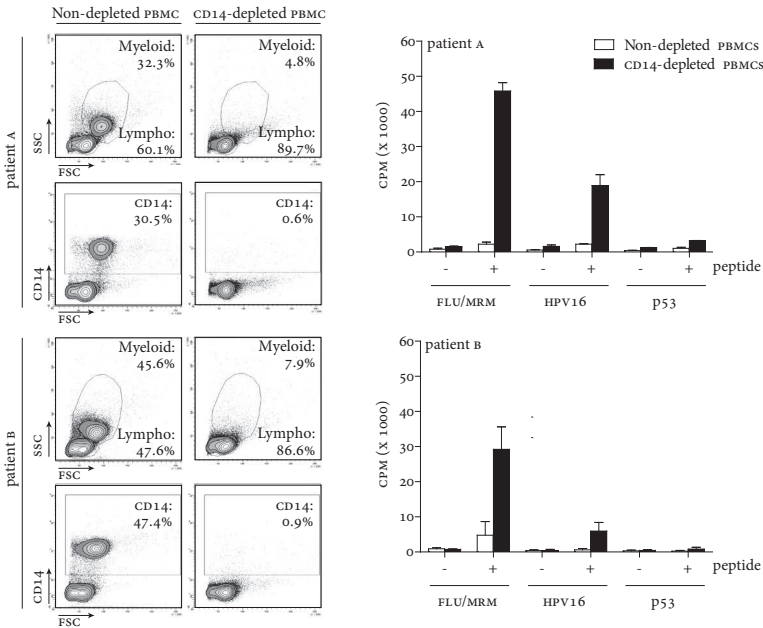 Non-depleted PBMC
CD14-depleted PBMC
patient A
Myeloid:
32.3%
Lympho:
60.1%
SSC
FSC
Myeloid:
4.8%
Lympho:
89.7%
CD14:
30.5%
CD14
FSC
CD14:
0.6%
patient B
Myeloid:
45.6%
Lympho:
47.6%
SSC
FSC
Myeloid:
7.9%
Lympho:
86.6%
CD14:
47.4%
CD14
FSC
CD14:
0.9%
patient A
Non-depleted PBMCs
CD14-depleted PBMCs
CPM (x 1000)
60
50
40
30
20
10
0
- + - + - + peptide
FLU/MRM HPV16 P53
patient B
CPM (x 1000)
60
50
40
30
20
10
0
- + - + - + peptide
FLU/MRM HPV16 P53